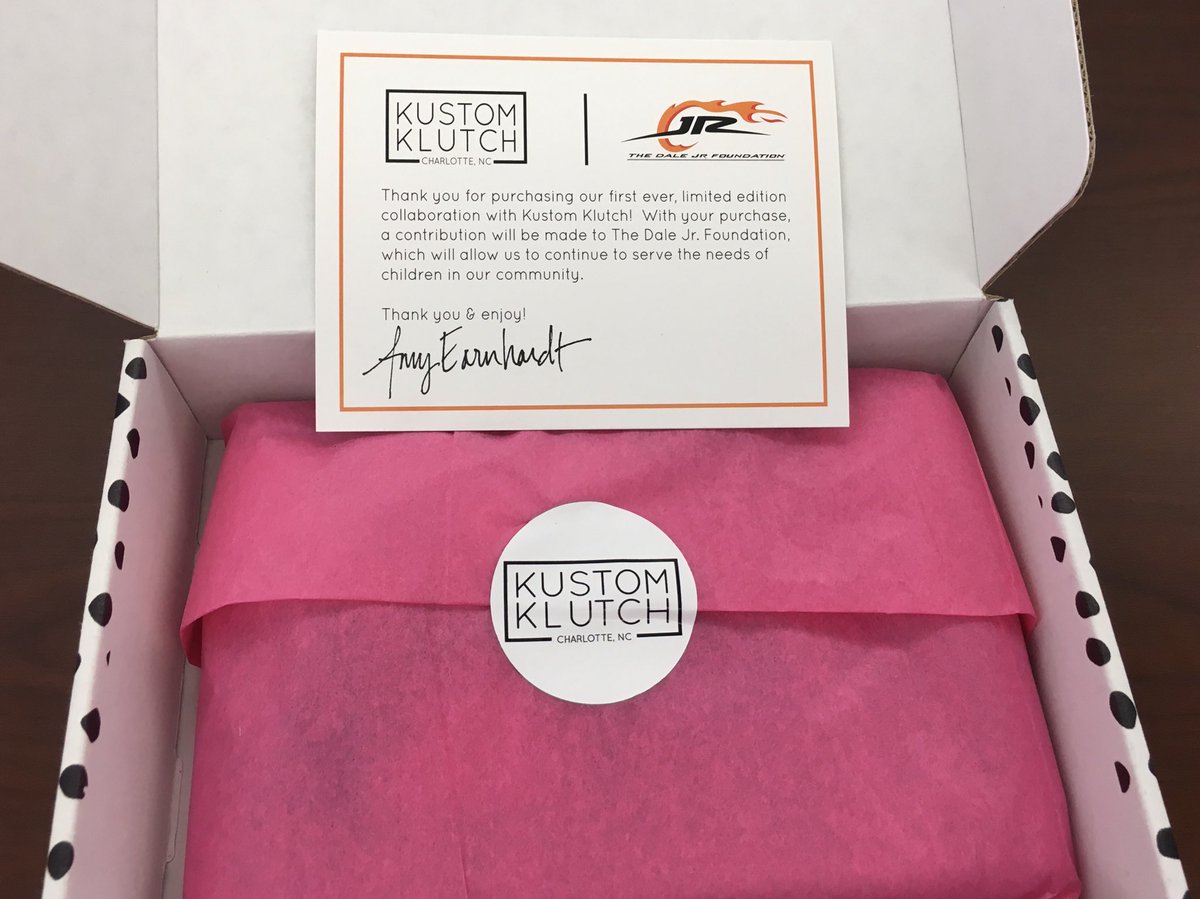 KUSTOM
KLUTCH
CHARLOTTE, NC
JR
THE DALE JR FOUNDATION
Thank you for purchasing our first ever, limited edition
collaboration with Kustom Klutch! With your purchase,
a contribution will be made to The Dale Jr. Foundation,
which will allow us to continue to serve the needs of
children in our community.
Thank you & enjoy!
Amy Earnhardt
KUSTOM
KLUTCH
CHARLOTTE, NC